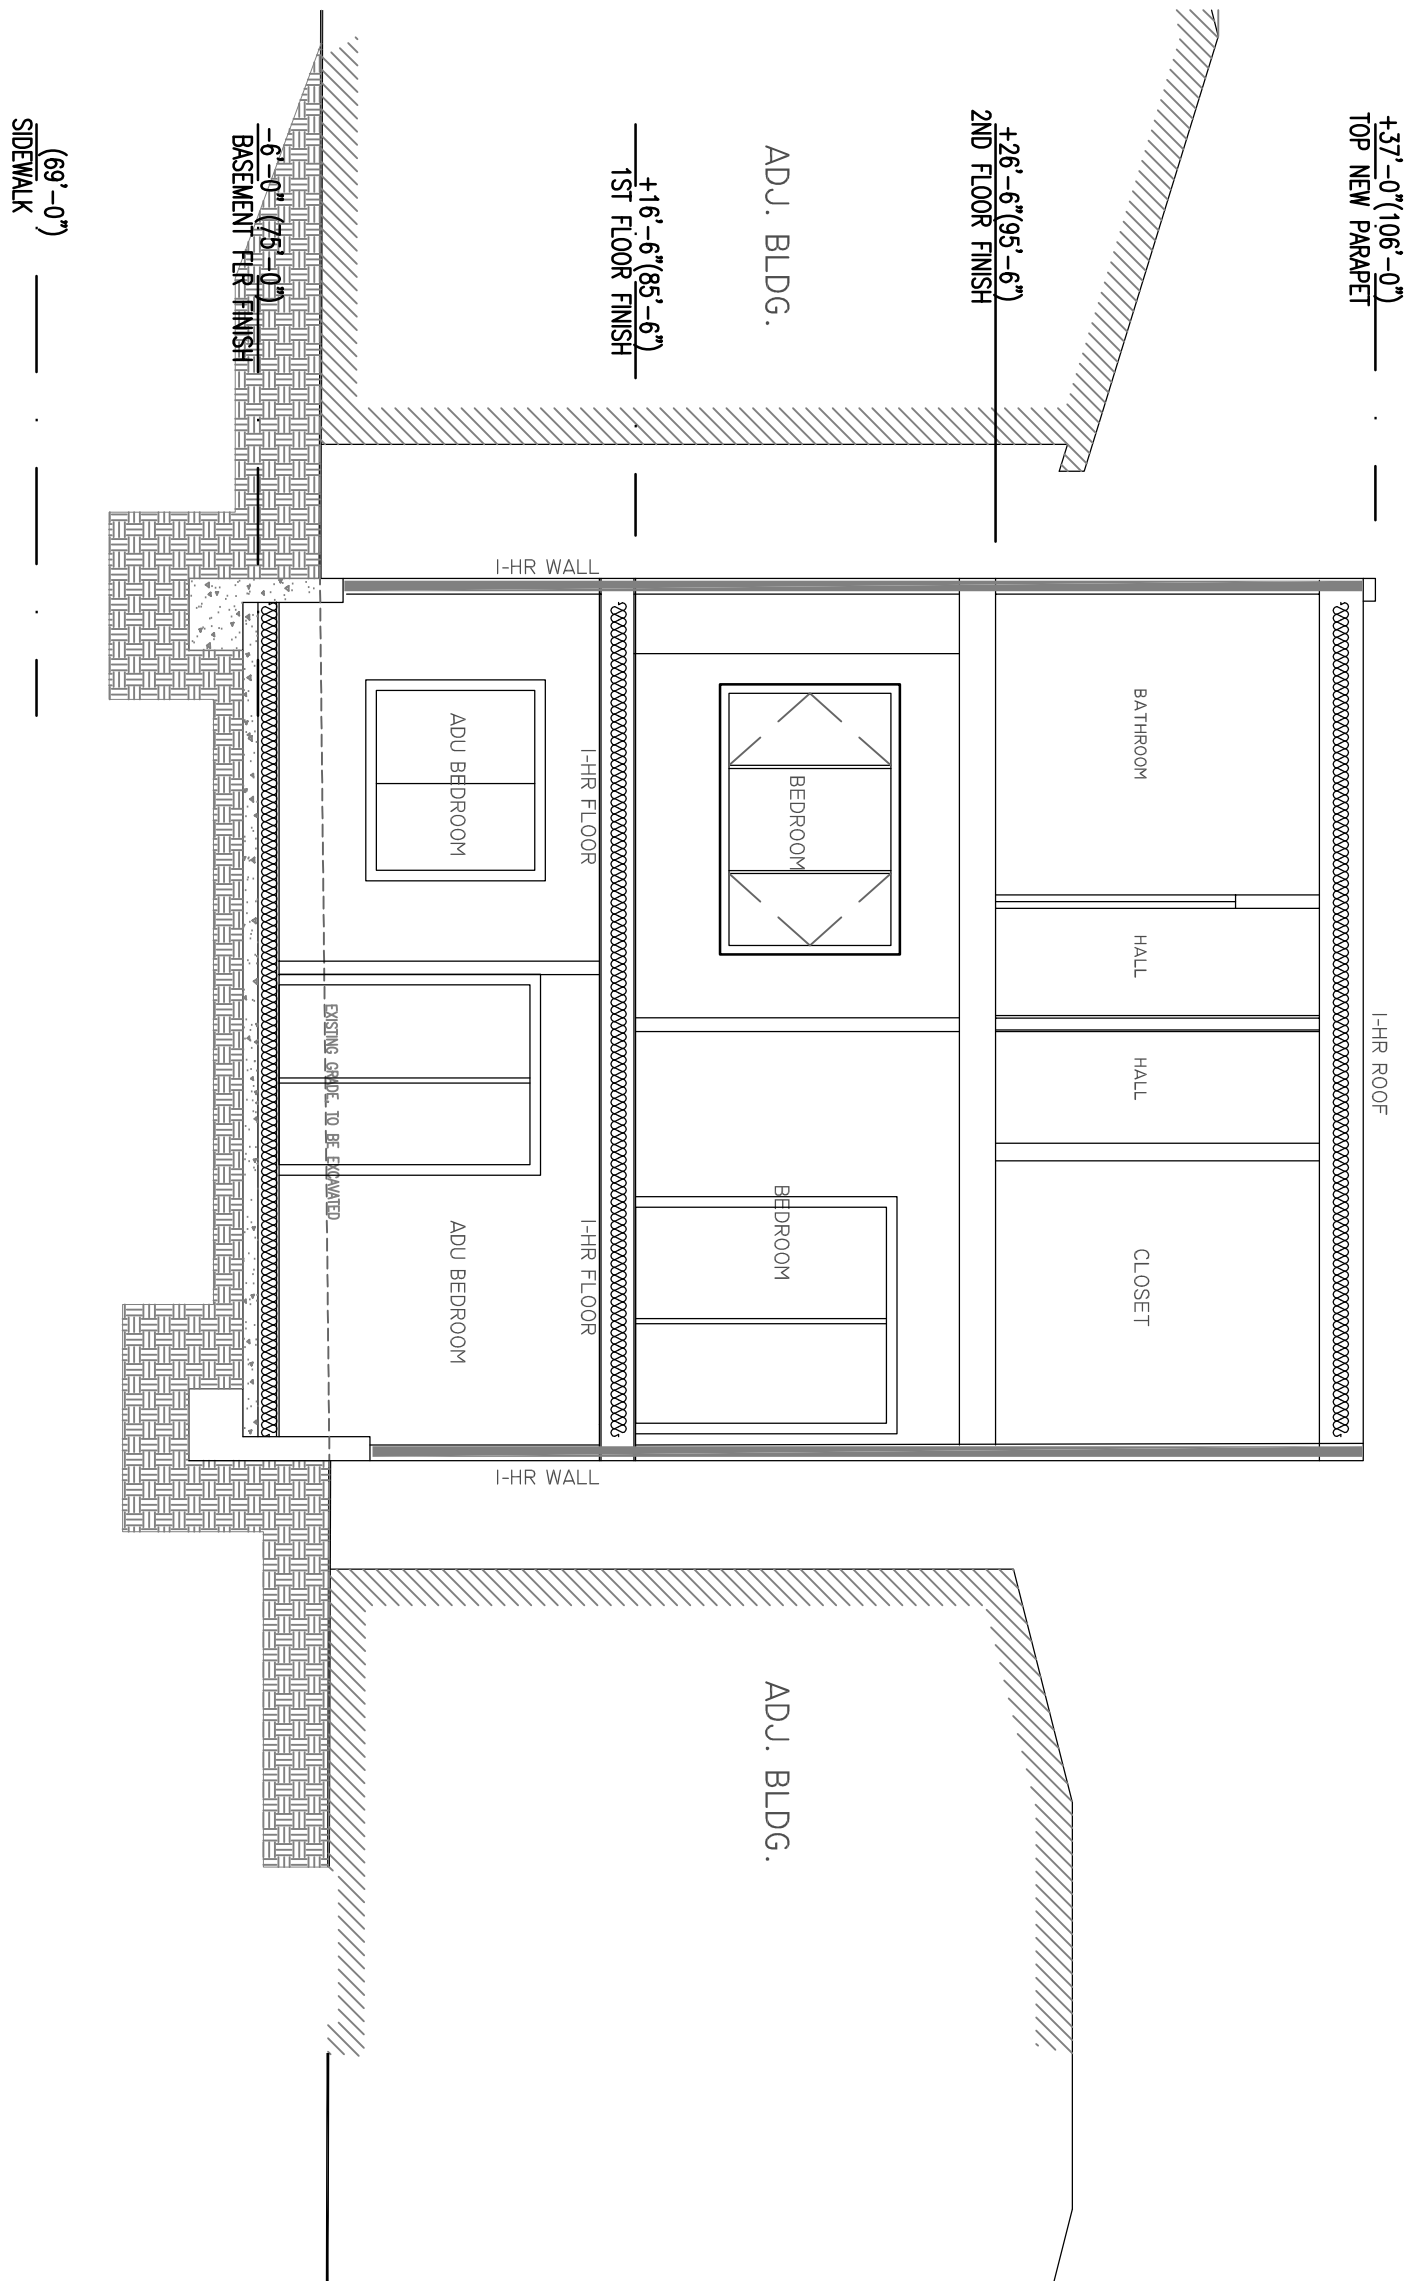 +37'-0"(106'-0")
TOP NEW PARAPET
+26'-6"(95'-6")
2ND FLOOR FINISH
+16'-6"(85'-6")
1ST FLOOR FINISH
-6'-0" (75'-0")
BASEMENT FLR FINISH
(69'-0")
SIDEWALK
ADJ. BLDG.
I-HR WALL
I-HR ROOF
BATHROOM
HALL
HALL
CLOSET
BEDROOM
BEDROOM
I-HR FLOOR
I-HR FLOOR
ADU BEDROOM
ADU BEDROOM
EXISTING GRADE, TO BE EXCAVATED
I-HR WALL
ADJ. BLDG.